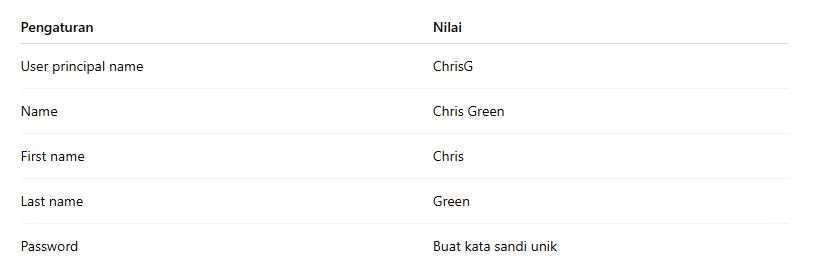 Pengaturan Nilai
User principal name ChrisG
Name Chris Green
First name Chris
Last name Green
Password Buat kata sandi unik